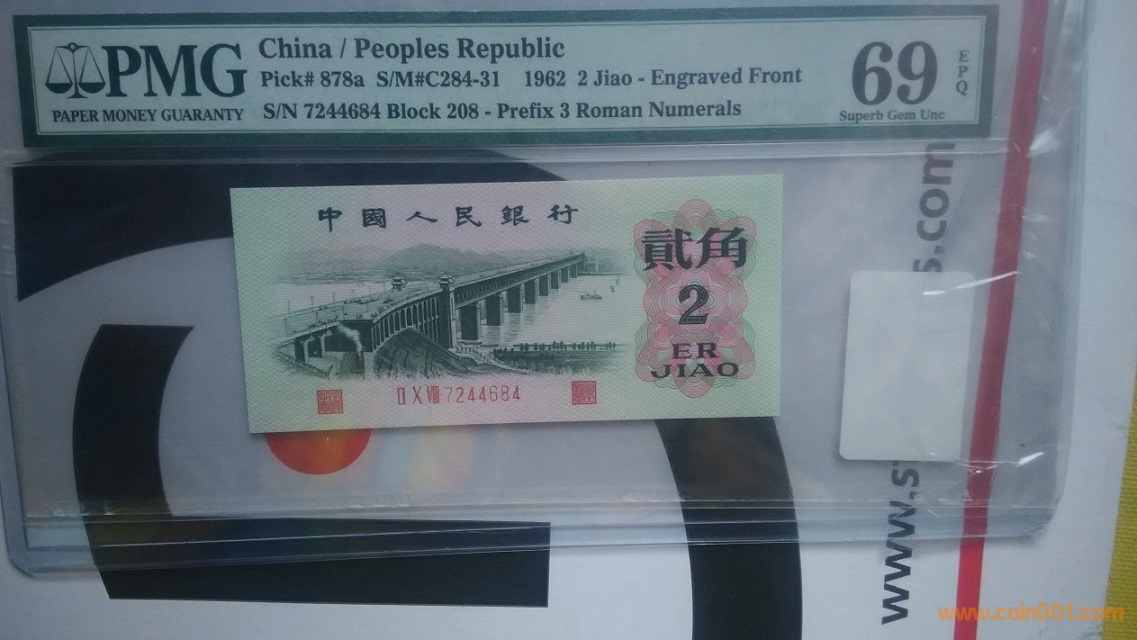 PMG
PAPER MONEY GUARANTY
China / Peoples Republic
Pick# 878a S/M#C284-31 1962 2 Jiao - Engraved Front
S/N 7244684 Block 208 - Prefix 3 Roman Numerals
69
EPQ
Superb Gem Unc
中國人民銀行
貳角
2
ER
JIAO
II X VIII 7244684
www.s
s.com
www.coin001.com